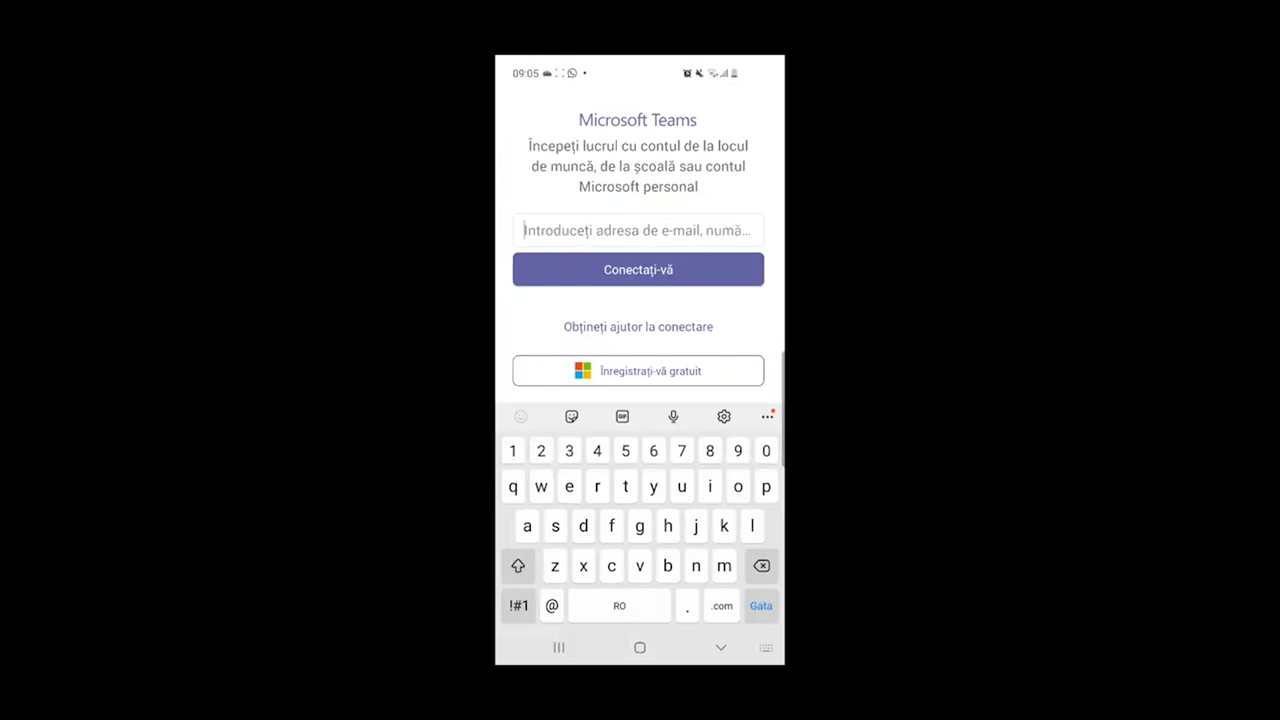 09:05
Microsoft Teams
Începeți lucrul cu contul de la locul
de muncă, de la școală sau contul
Microsoft personal
Introduceți adresa de e-mail, numă...
Conectați-vă
Obțineți ajutor la conectare
Înregistrați-vă gratuit
GIF
1 2 3 4 5 6 7 8 9 0
q w e r t y u i o p
a s d f g h j k l
z x c v b n m
!#1 @ RO . .com Gata